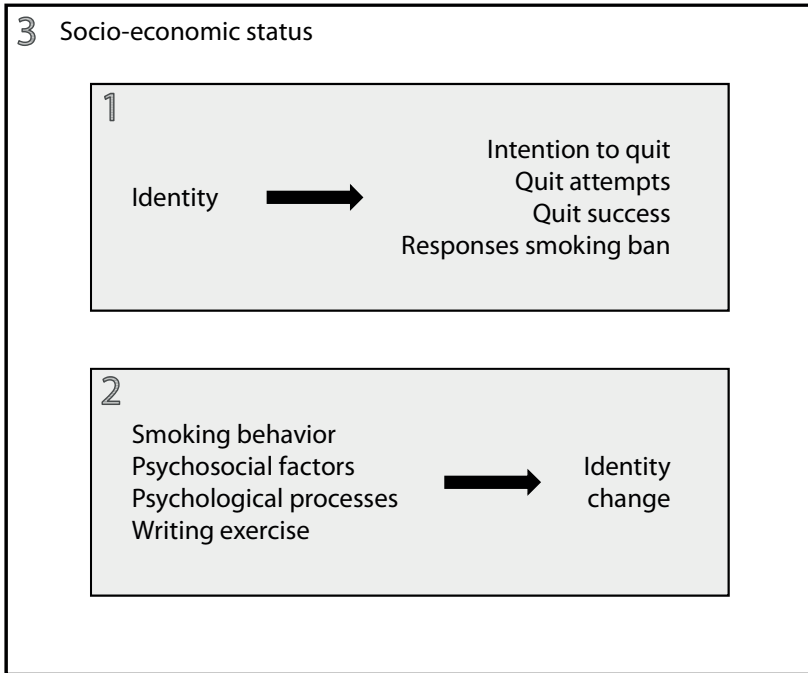 3 Socio-economic status
1
Identity
Intention to quit
Quit attempts
Quit success
Responses smoking ban
2
Smoking behavior
Psychosocial factors
Psychological processes
Writing exercise
Identity
change